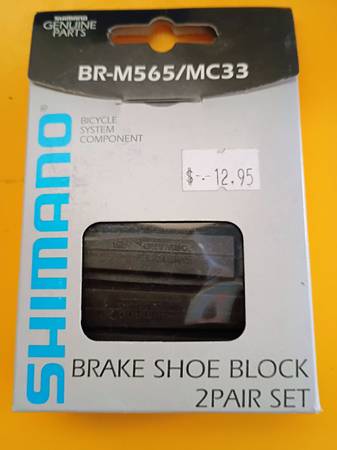 SHIMANO
GENUINE
PARTS
BR-M565/MC33
SHIMANO®
BICYCLE
SYSTEM
COMPONENT
$-.-12.95
BRAKE SHOE BLOCK
2PAIR SET